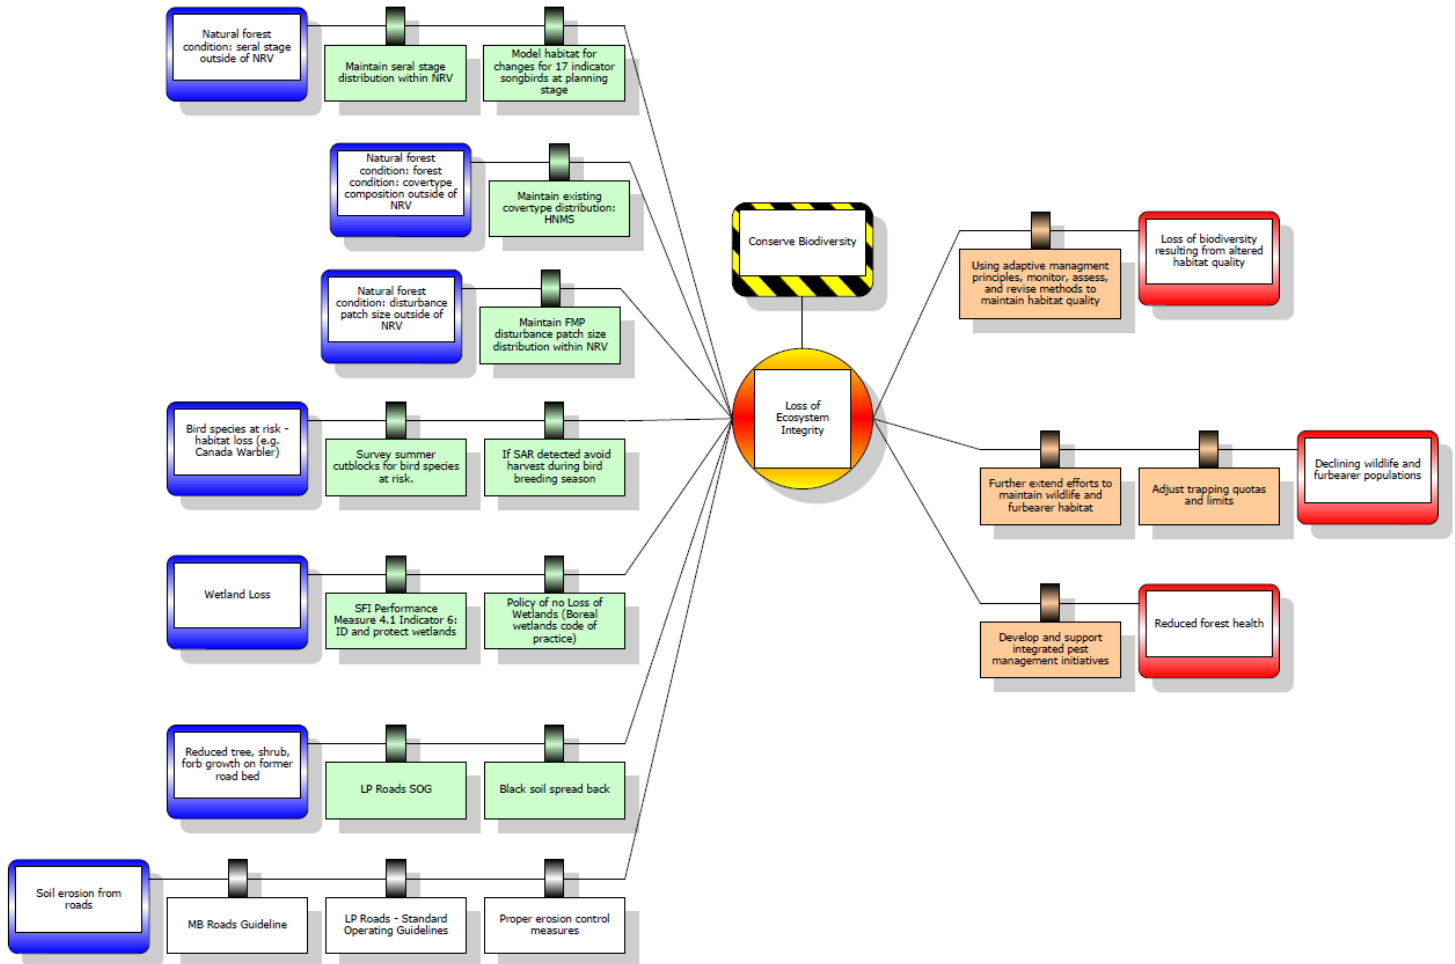 Natural forest
condition: seral stage
outside of NRV
Maintain seral stage
distribution within NRV
Model habitat for
changes for 17 indicator
songbirds at planning
stage
Natural forest
condition: forest
condition: covertype
composition outside of
NRV
Maintain existing
covertype distribution:
HNMS
Natural forest
condition: disturbance
patch size outside of
NRV
Maintain FMP
disturbance patch size
distribution within NRV
Bird species at risk -
habitat loss (e.g.
Canada Warbler)
Survey summer
cutblocks for bird species
at risk.
If SAR detected avoid
harvest during bird
breeding season
Wetland Loss
SFI Performance
Measure 4.1 Indicator 6:
ID and protect wetlands
Policy of no Loss of
Wetlands (Boreal
wetlands code of
practice)
Reduced tree, shrub,
forb growth on former
road bed
LP Roads SOG
Black soil spread back
Soil erosion from
roads
MB Roads Guideline
LP Roads - Standard
Operating Guidelines
Proper erosion control
measures
Conserve Biodiversity
Loss of
Ecosystem
Integrity
Using adaptive managment
principles, monitor, assess,
and revise methods to
maintain habitat quality
Loss of biodiversity
resulting from altered
habitat quality
Further extend efforts to
maintain wildlife and
furbearer habitat
Adjust trapping quotas
and limits
Declining wildlife and
furbearer populations
Develop and support
integrated pest
management initiatives
Reduced forest health